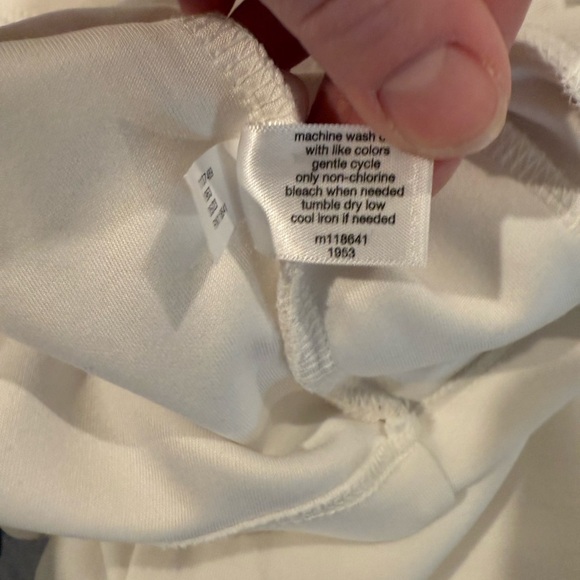 machine wash
with like colors
gentle cycle
only non-chlorine
bleach when needed
tumble dry low
cool iron if needed
m118641
1953